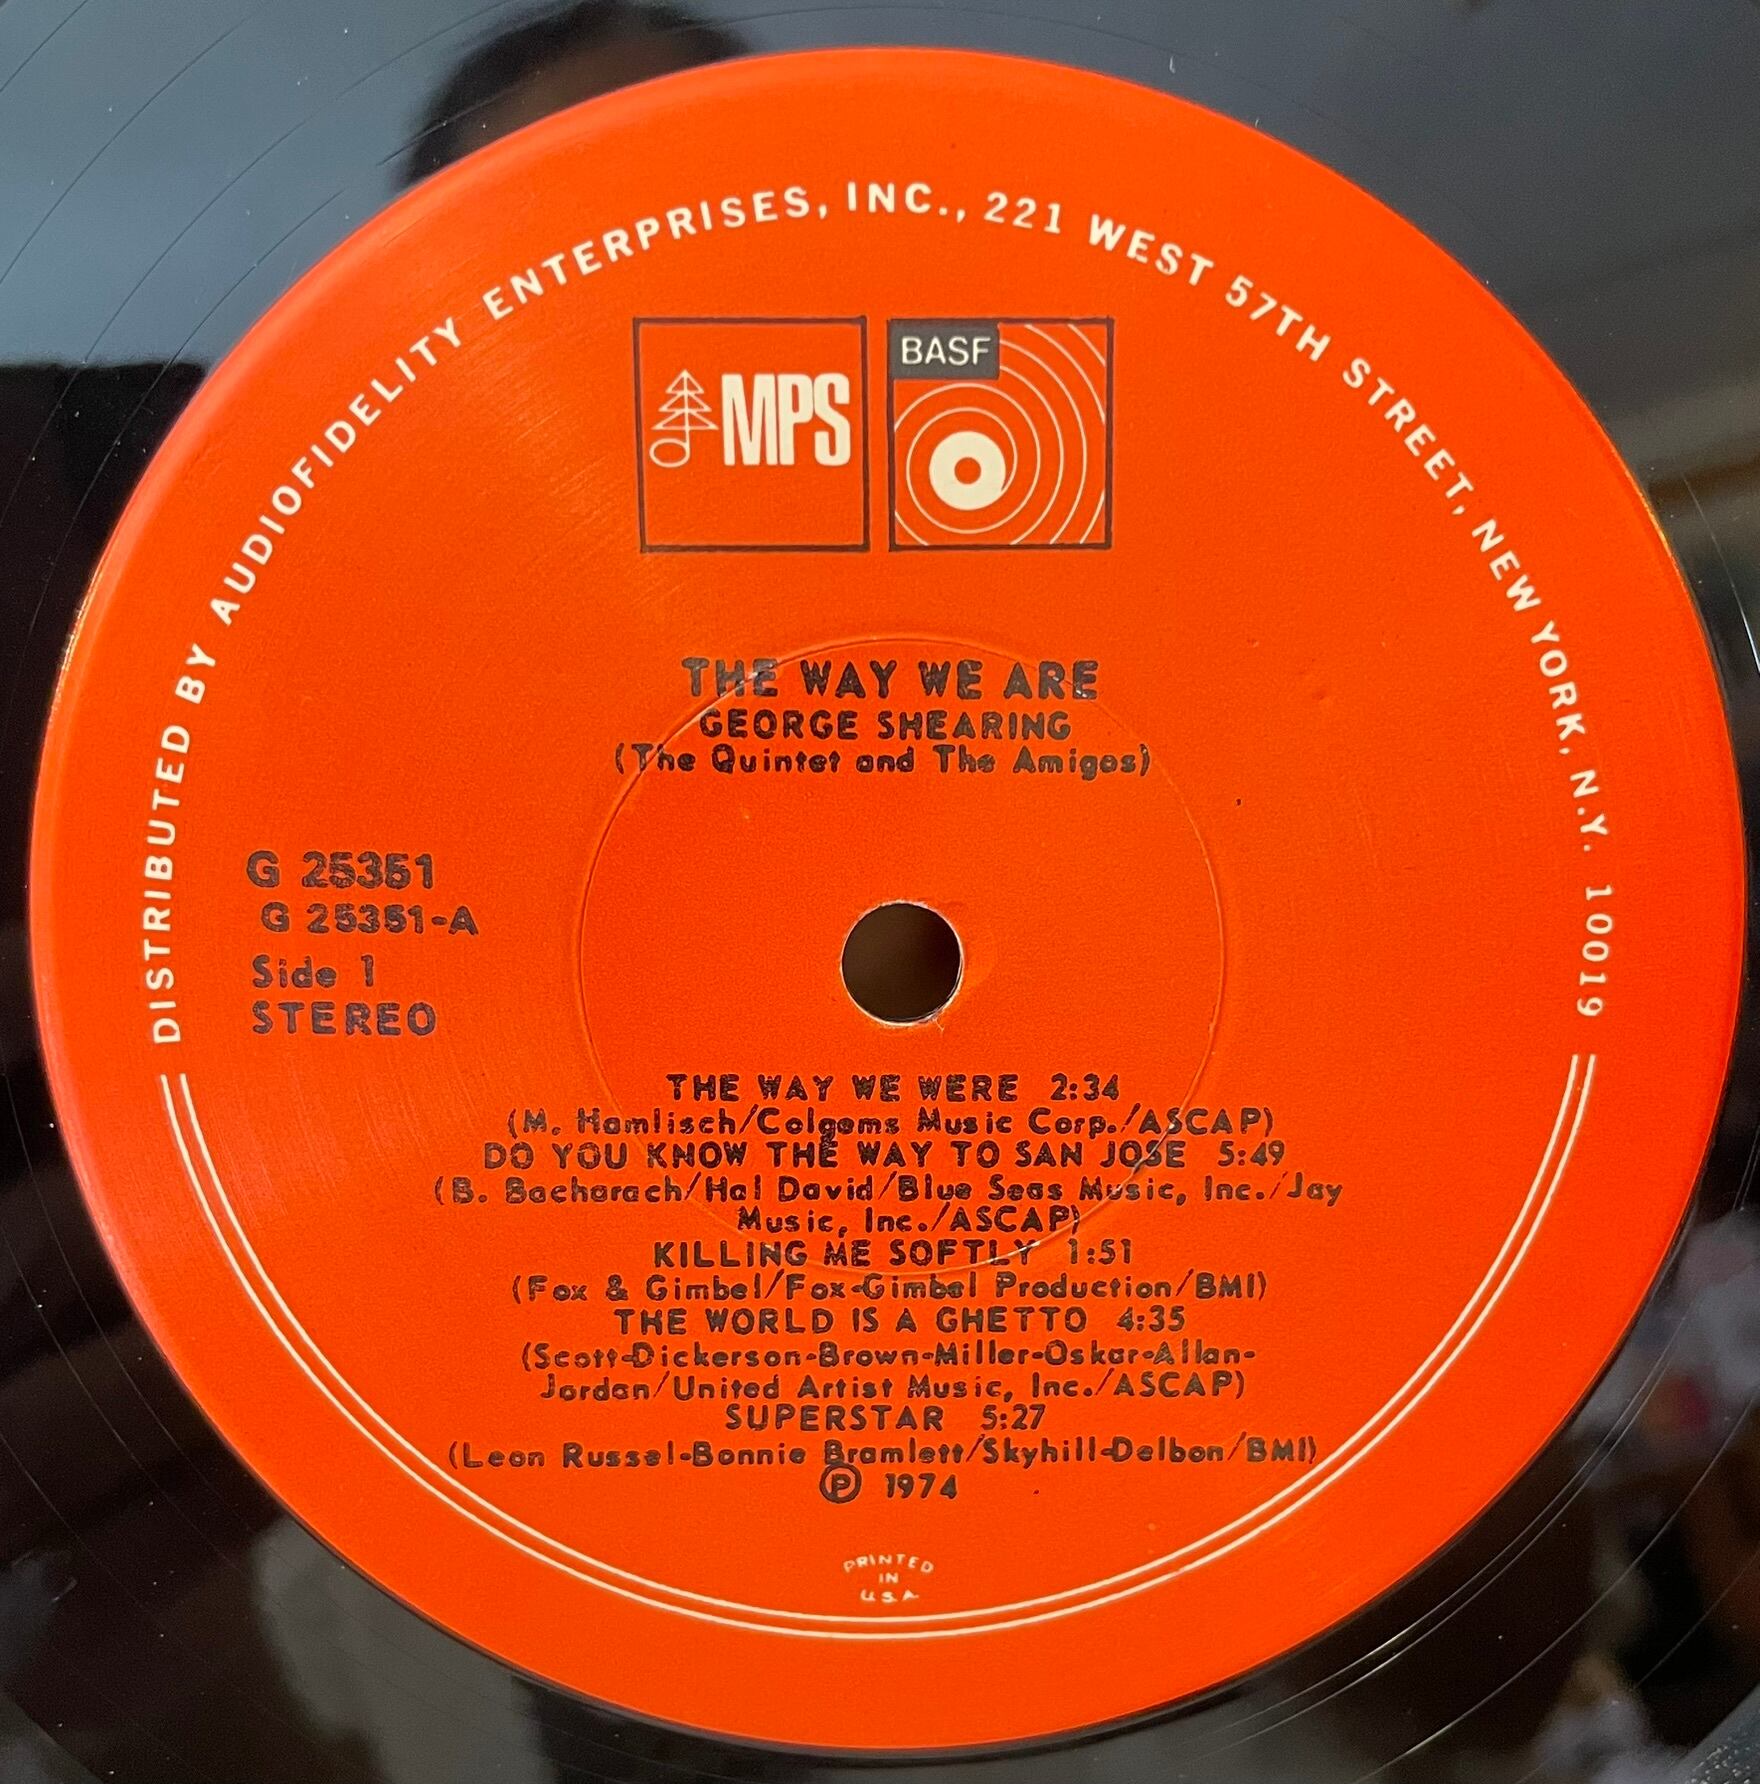 DISTRIBUTED BY AUDIOFIDELITY ENTERPRISES, INC., 221 WEST 57TH STREET, NEW YORK, N.Y. 10019
MPS
BASF
THE WAY WE ARE
GEORGE SHEARING
(The Quintet and The Amigos)
G 25351
G 25351-A
Side 1
STEREO
THE WAY WE WERE 2:34
(M. Hamlisch/Colgems Music Corp./ASCAP)
DO YOU KNOW THE WAY TO SAN JOSE 5:49
(B. Bacharach/Hal David/Blue Seas Music, Inc./Jay
Music, Inc./ASCAP)
KILLING ME SOFTLY 1:51
(Fox & Gimbel/Fox-Gimbel Production/BMI)
THE WORLD IS A GHETTO 4:35
(Scott-Dickerson-Brown-Miller-Oskar-Allan-
Jordan/United Artist Music, Inc./ASCAP)
SUPERSTAR 5:27
(Leon Russel-Bonnie Bramlett/Skyhill-Delbon/BMI)
℗ 1974
PRINTED
IN
U.S.A